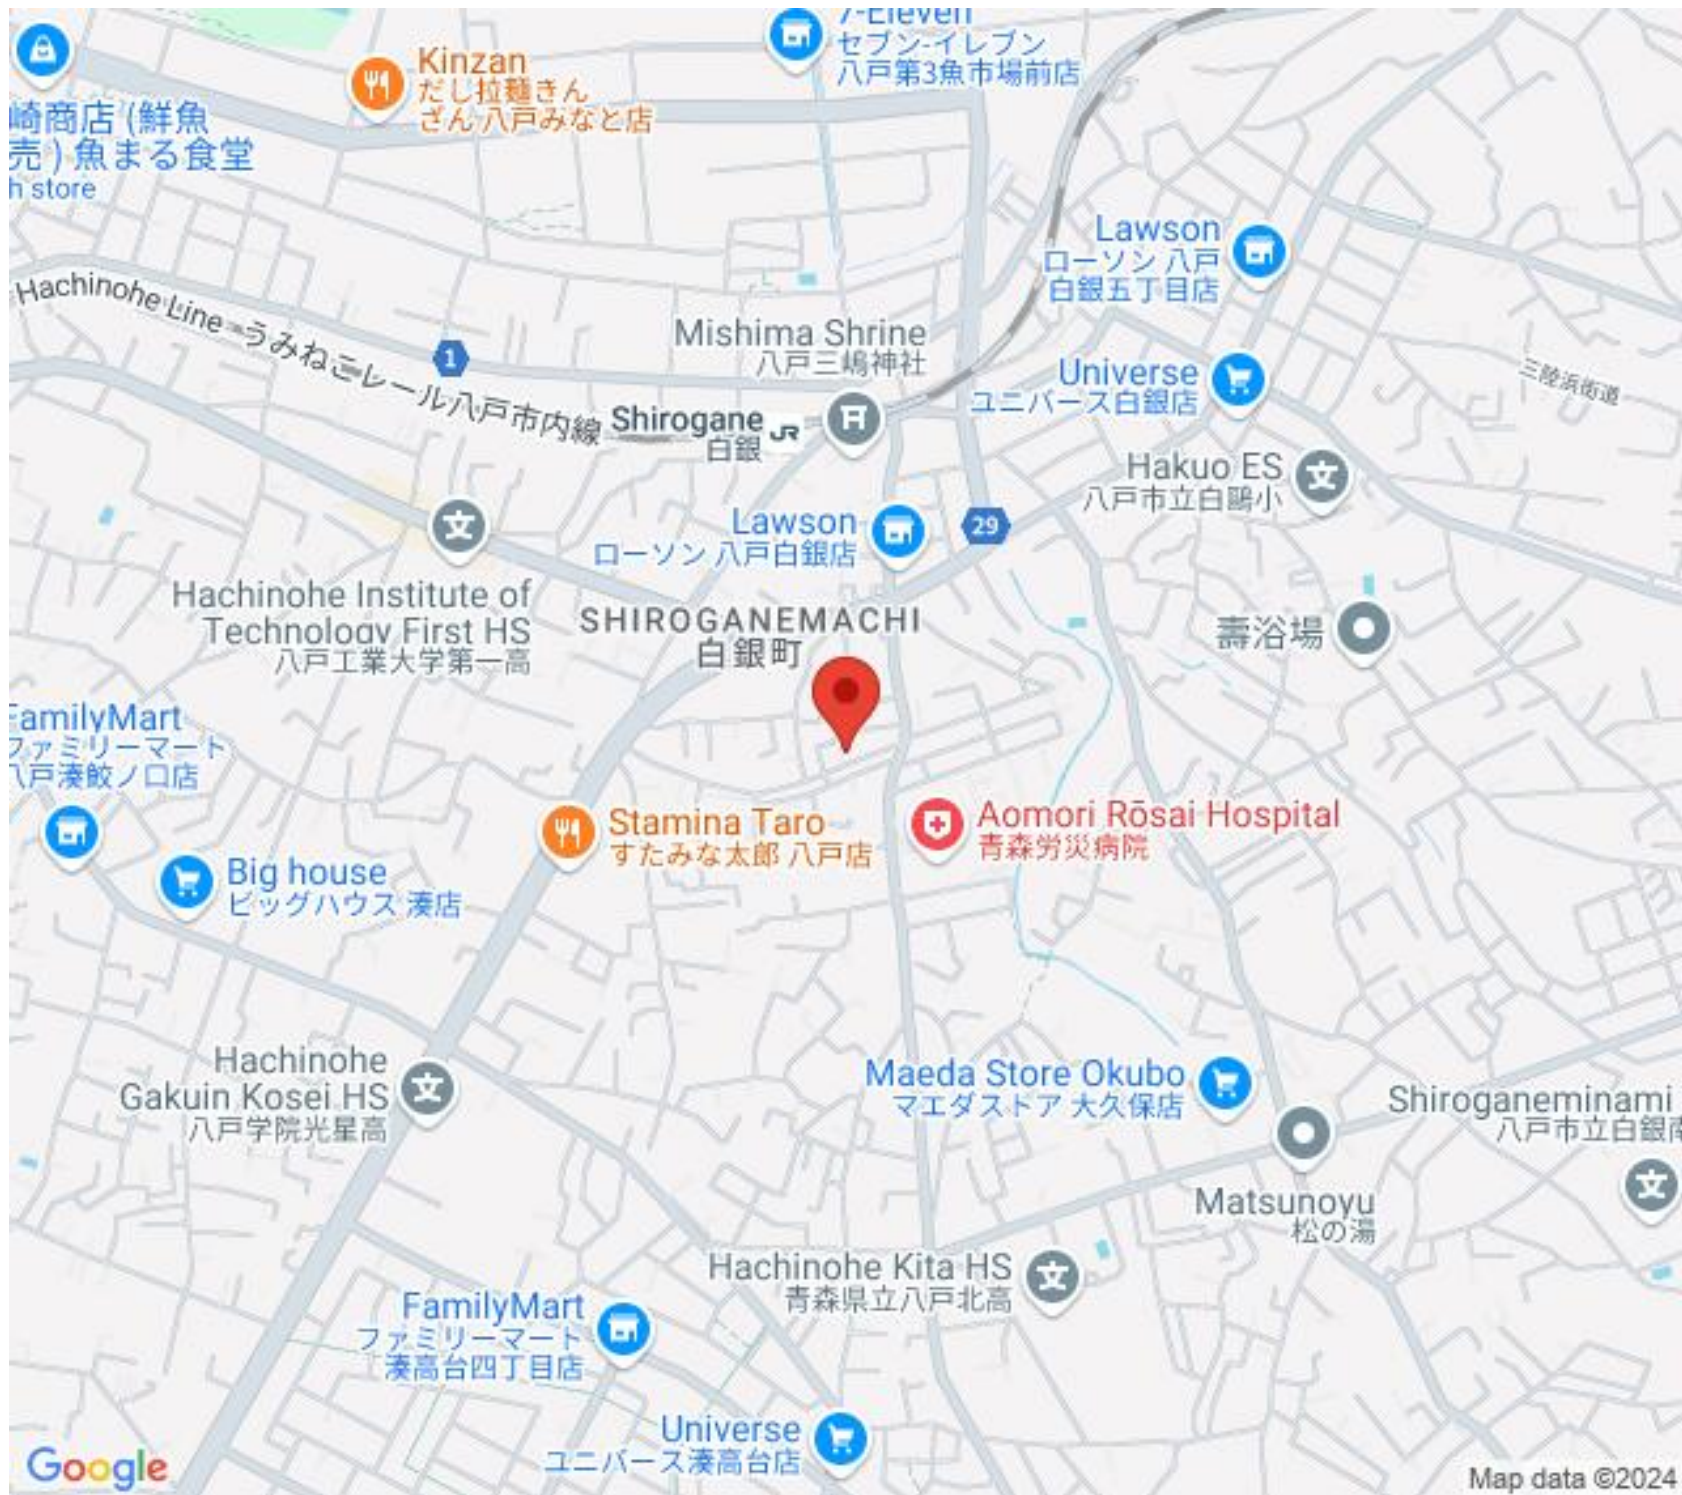 7-Eleven
セブン-イレブン
八戸第3魚市場前店
Kinzan
だし拉麺きん
ざん 八戸みなと店
崎商店 (鮮魚
売) 魚まる食堂
h store
Lawson
ローソン 八戸
白銀五丁目店
Hachinohe Line うみねこレール八戸市内線
1
Mishima Shrine
八戸三嶋神社
Universe
ユニバース白銀店
三陸浜街道
Shirogane
白銀
JR
Hakuo ES
八戸市立白鷗小
Lawson
ローソン 八戸白銀店
29
Hachinohe Institute of
Technology First HS
八戸工業大学第一高
SHIROGANEMACHI
白銀町
壽浴場
FamilyMart
ファミリーマート
八戸湊鮫ノ口店
Stamina Taro
すたみな太郎 八戸店
Aomori Rōsai Hospital
青森労災病院
Big house
ビッグハウス 湊店
Hachinohe
Gakuin Kosei HS
八戸学院光星高
Maeda Store Okubo
マエダストア 大久保店
Shiroganeminami
八戸市立白銀南
Matsunoyu
松の湯
Hachinohe Kita HS
青森県立八戸北高
FamilyMart
ファミリーマート
湊高台四丁目店
Universe
ユニバース湊高台店
Google
Map data ©2024